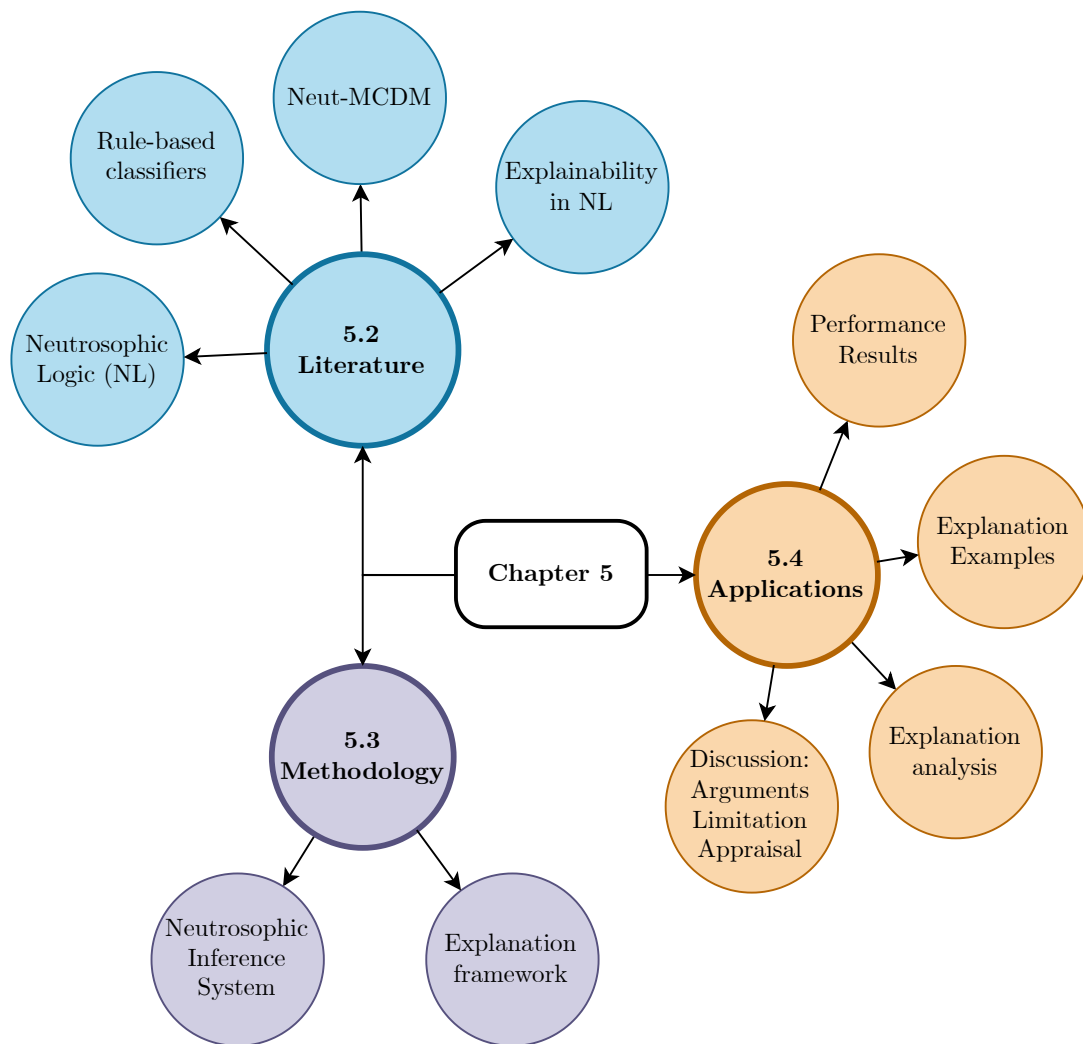 Neut-MCDM
Rule-based
classifiers
Explainability
in NL
5.2
Literature
Neutrosophic
Logic (NL)
Performance
Results
Chapter 5
5.4
Applications
Explanation
Examples
5.3
Methodology
Explanation
analysis
Discussion:
Arguments
Limitation
Appraisal
Neutrosophic
Inference
System
Explanation
framework